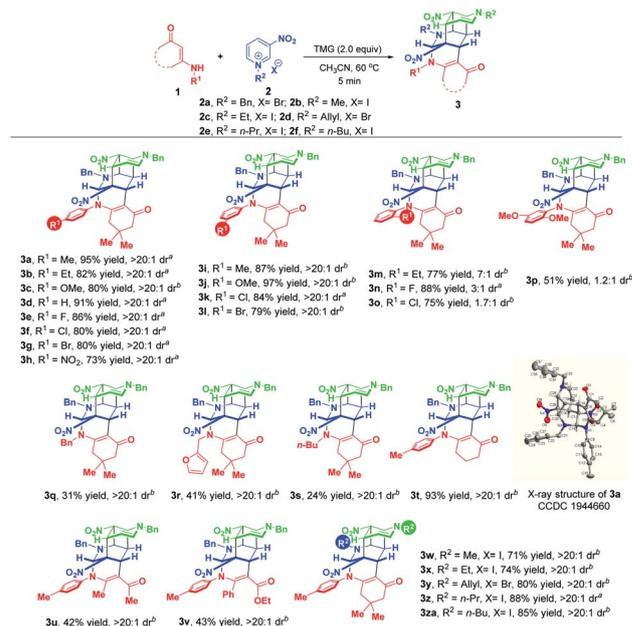 O
NH
R¹
1
+
NO₂
N
R²
X⁻
2
TMG (2.0 equiv)
CH₃CN, 60 °C
5 min
3
2a, R² = Bn, X= Br; 2b, R² = Me, X= I
2c, R² = Et, X= I; 2d, R² = Allyl, X= Br
2e, R² = n-Pr, X= I; 2f, R² = n-Bu, X= I
3a, R¹ = Me, 95% yield, >20:1 drᵃ
3b, R¹ = Et, 82% yield, >20:1 drᵃ
3c, R¹ = OMe, 80% yield, >20:1 drᵇ
3d, R¹ = H, 91% yield, >20:1 drᵃ
3e, R¹ = F, 86% yield, >20:1 drᵃ
3f, R¹ = Cl, 80% yield, >20:1 drᵃ
3g, R¹ = Br, 80% yield, >20:1 drᵃ
3h, R¹ = NO₂, 73% yield, >20:1 drᵃ
3i, R¹ = Me, 87% yield, >20:1 drᵇ
3j, R¹ = OMe, 97% yield, >20:1 drᵇ
3k, R¹ = Cl, 84% yield, >20:1 drᵃ
3l, R¹ = Br, 79% yield, >20:1 drᵇ
3m, R¹ = Et, 77% yield, 7:1 drᵇ
3n, R¹ = F, 88% yield, 3:1 drᵃ
3o, R¹ = Cl, 75% yield, 1.7:1 drᵇ
3p, 51% yield, 1.2:1 drᵇ
3q, 31% yield, >20:1 drᵇ
3r, 41% yield, >20:1 drᵇ
3s, 24% yield, >20:1 drᵇ
3t, 93% yield, >20:1 drᵇ
X-ray structure of 3a
CCDC 1944660
3u, 42% yield, >20:1 drᵇ
3v, 43% yield, >20:1 drᵇ
3w, R² = Me, X= I, 71% yield, >20:1 drᵇ
3x, R² = Et, X= I, 74% yield, >20:1 drᵇ
3y, R² = Allyl, X= Br, 80% yield, >20:1 drᵇ
3z, R² = n-Pr, X= I, 88% yield, >20:1 drᵃ
3za, R² = n-Bu, X= I, 85% yield, >20:1 drᵇ